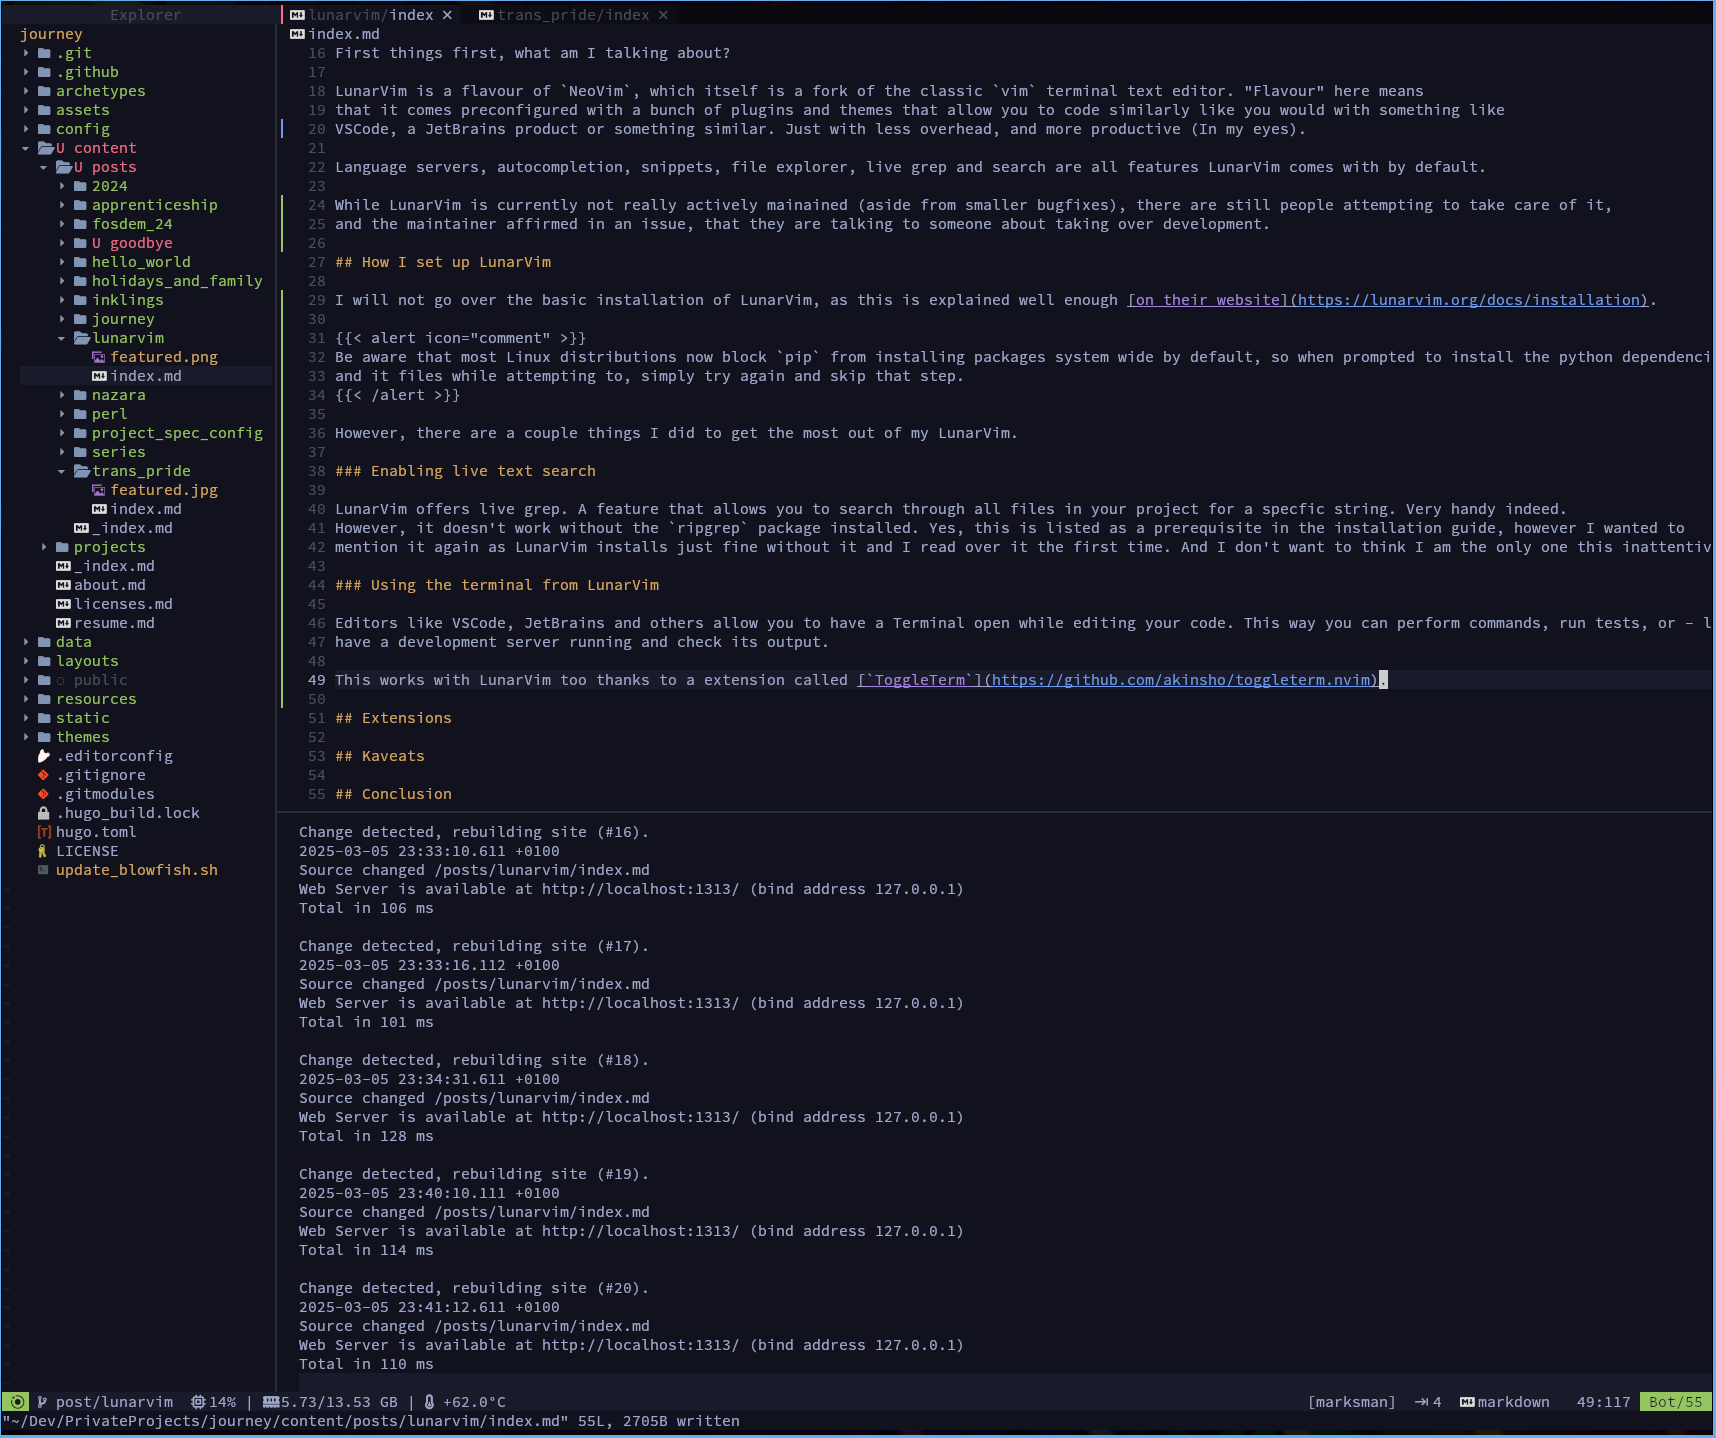 Explorer
lunarvim/index ✕ trans_pride/index ✕
journey
.git
.github
archetypes
assets
config
U content
U posts
2024
apprenticeship
fosdem_24
U goodbye
hello_world
holidays_and_family
inklings
journey
lunarvim
featured.png
index.md
nazara
perl
project_spec_config
series
trans_pride
featured.jpg
index.md
_index.md
projects
_index.md
about.md
licenses.md
resume.md
data
layouts
public
resources
static
themes
.editorconfig
.gitignore
.gitmodules
.hugo_build.lock
hugo.toml
LICENSE
update_blowfish.sh
index.md
16 First things first, what am I talking about?
17
18 LunarVim is a flavour of `NeoVim`, which itself is a fork of the classic `vim` terminal text editor. "Flavour" here means
19 that it comes preconfigured with a bunch of plugins and themes that allow you to code similarly like you would with something like
20 VSCode, a JetBrains product or something similar. Just with less overhead, and more productive (In my eyes).
21
22 Language servers, autocompletion, snippets, file explorer, live grep and search are all features LunarVim comes with by default.
23
24 While LunarVim is currently not really actively mainained (aside from smaller bugfixes), there are still people attempting to take care of it,
25 and the maintainer affirmed in an issue, that they are talking to someone about taking over development.
26
27 ## How I set up LunarVim
28
29 I will not go over the basic installation of LunarVim, as this is explained well enough [on their website](https://lunarvim.org/docs/installation).
30
31 {{< alert icon="comment" >}}
32 Be aware that most Linux distributions now block `pip` from installing packages system wide by default, so when prompted to install the python dependenci
33 and it files while attempting to, simply try again and skip that step.
34 {{< /alert >}}
35
36 However, there are a couple things I did to get the most out of my LunarVim.
37
38 ### Enabling live text search
39
40 LunarVim offers live grep. A feature that allows you to search through all files in your project for a specfic string. Very handy indeed.
41 However, it doesn't work without the `ripgrep` package installed. Yes, this is listed as a prerequisite in the installation guide, however I wanted to
42 mention it again as LunarVim installs just fine without it and I read over it the first time. And I don't want to think I am the only one this inattentiv
43
44 ### Using the terminal from LunarVim
45
46 Editors like VSCode, JetBrains and others allow you to have a Terminal open while editing your code. This way you can perform commands, run tests, or – l
47 have a development server running and check its output.
48
49 This works with LunarVim too thanks to a extension called [`ToggleTerm`](https://github.com/akinsho/toggleterm.nvim).
50
51 ## Extensions
52
53 ## Kaveats
54
55 ## Conclusion
Change detected, rebuilding site (#16).
2025-03-05 23:33:10.611 +0100
Source changed /posts/lunarvim/index.md
Web Server is available at http://localhost:1313/ (bind address 127.0.0.1)
Total in 106 ms
Change detected, rebuilding site (#17).
2025-03-05 23:33:16.112 +0100
Source changed /posts/lunarvim/index.md
Web Server is available at http://localhost:1313/ (bind address 127.0.0.1)
Total in 101 ms
Change detected, rebuilding site (#18).
2025-03-05 23:34:31.611 +0100
Source changed /posts/lunarvim/index.md
Web Server is available at http://localhost:1313/ (bind address 127.0.0.1)
Total in 128 ms
Change detected, rebuilding site (#19).
2025-03-05 23:40:10.111 +0100
Source changed /posts/lunarvim/index.md
Web Server is available at http://localhost:1313/ (bind address 127.0.0.1)
Total in 114 ms
Change detected, rebuilding site (#20).
2025-03-05 23:41:12.611 +0100
Source changed /posts/lunarvim/index.md
Web Server is available at http://localhost:1313/ (bind address 127.0.0.1)
Total in 110 ms
post/lunarvim 14% | 5.73/13.53 GB | +62.0°C [marksman] 4 markdown 49:117 Bot/55
"~/Dev/PrivateProjects/journey/content/posts/lunarvim/index.md" 55L, 2705B written